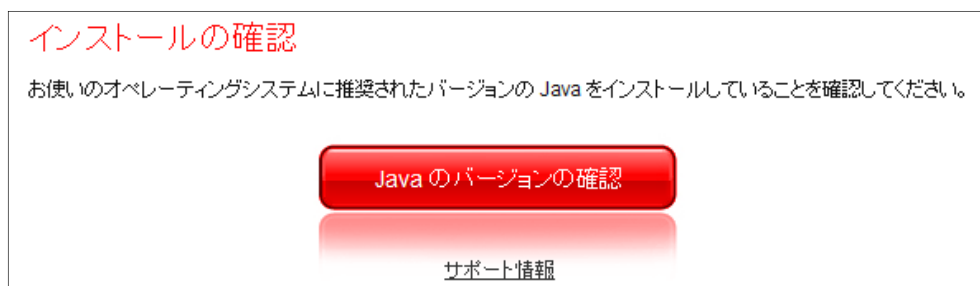 インストールの確認
お使いのオペレーティングシステムに推奨されたバージョンの Java をインストールしていることを確認してください。
Java のバージョンの確認
サポート情報